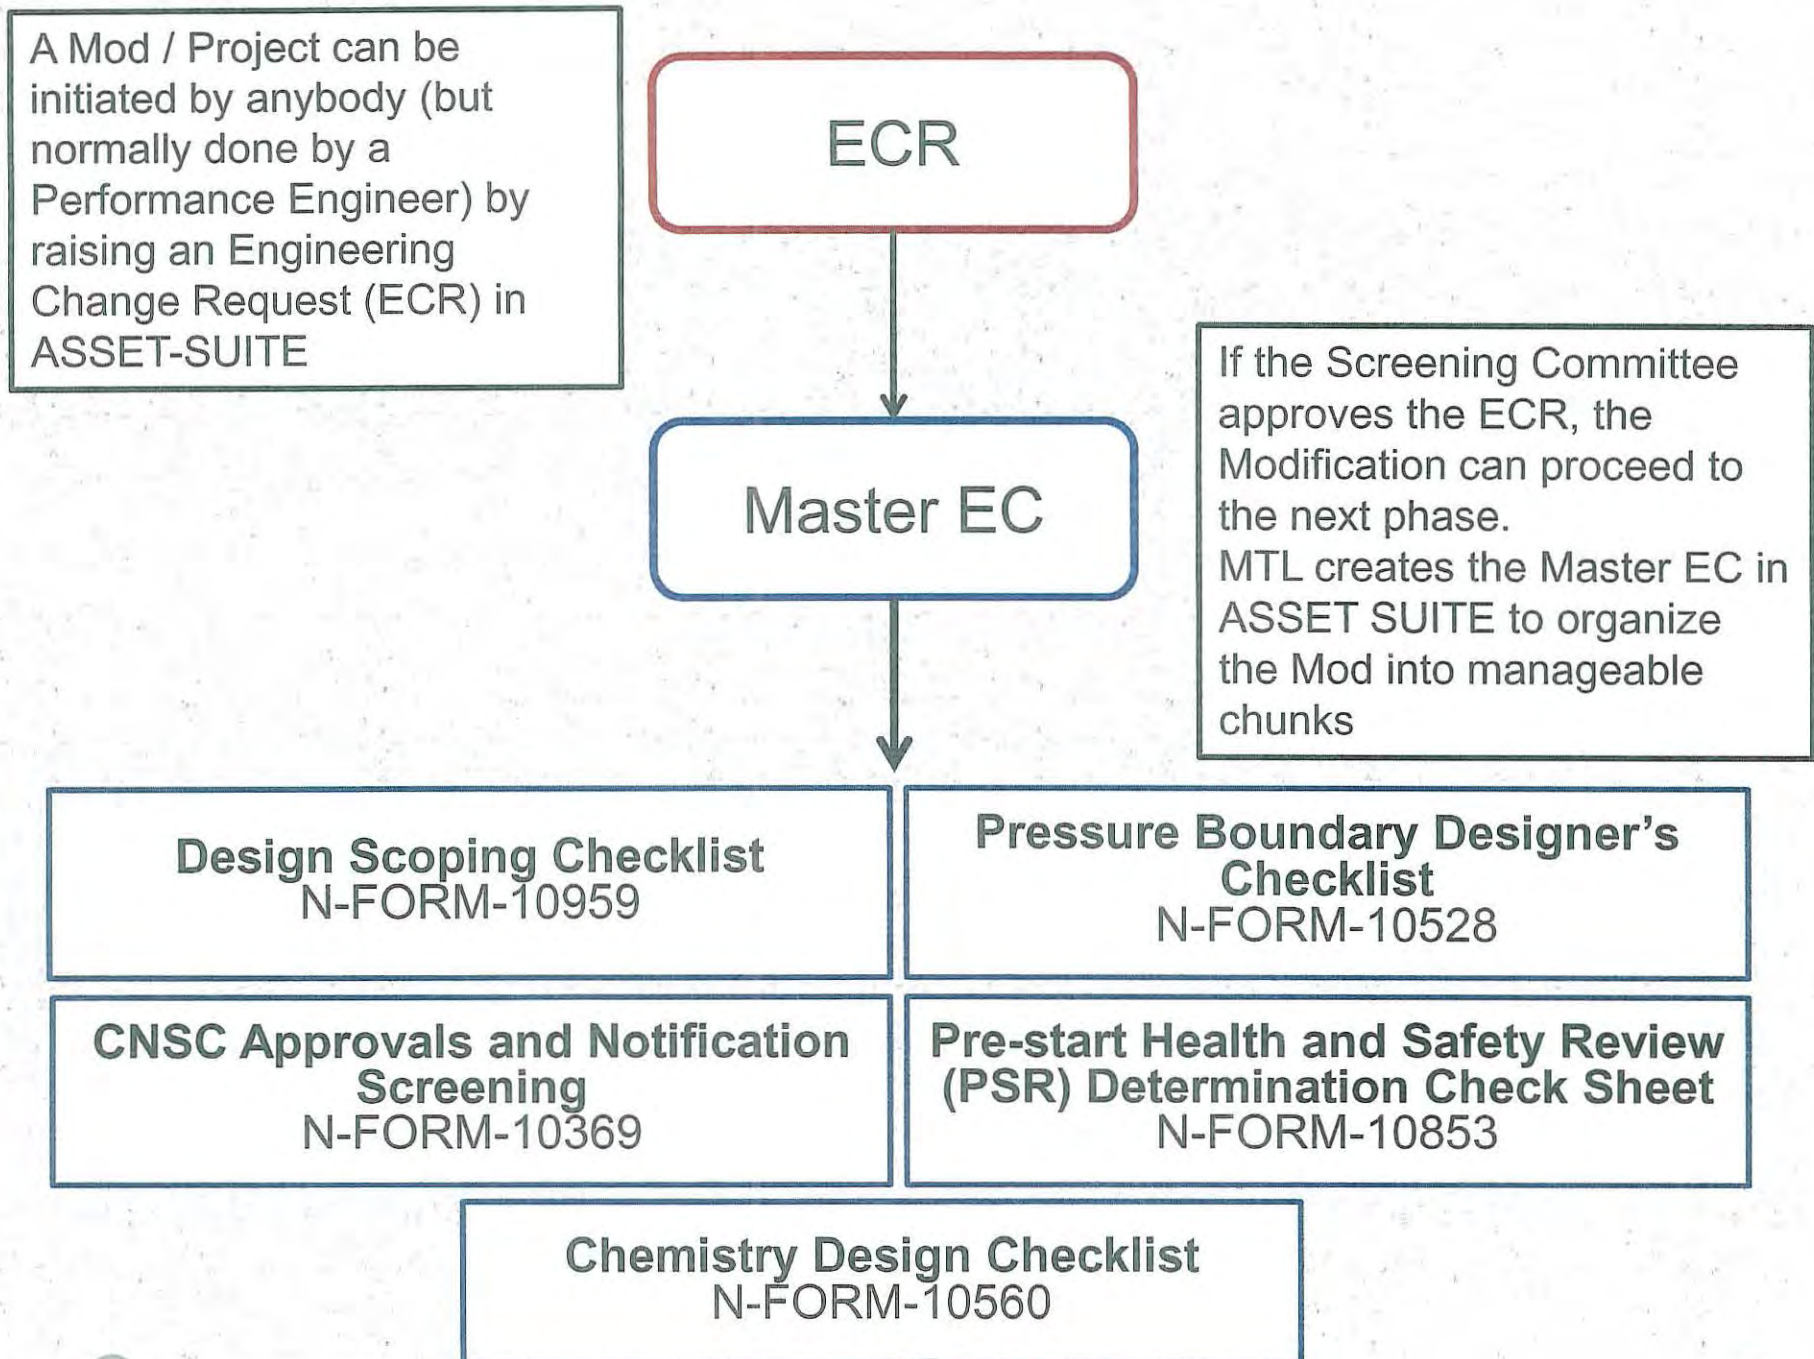 A Mod / Project can be
initiated by anybody (but
normally done by a
Performance Engineer) by
raising an Engineering
Change Request (ECR) in
ASSET-SUITE
ECR
Master EC
If the Screening Committee
approves the ECR, the
Modification can proceed to
the next phase.
MTL creates the Master EC in
ASSET SUITE to organize
the Mod into manageable
chunks
Design Scoping Checklist
N-FORM-10959
Pressure Boundary Designer's
Checklist
N-FORM-10528
CNSC Approvals and Notification
Screening
N-FORM-10369
Pre-start Health and Safety Review
(PSR) Determination Check Sheet
N-FORM-10853
Chemistry Design Checklist
N-FORM-10560